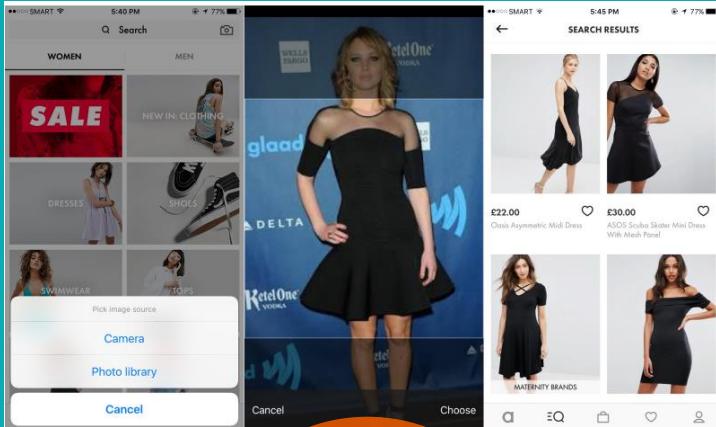 SMART 5:40 PM 77%
Search
WOMEN MEN
SALE
NEW IN: CLOTHING
DRESSES SHOES
SWIMWEAR TOPS
Pick image source
Camera
Photo library
Cancel
WELLS
FARGO
Ketel One
VODKA
glaad
DELTA
Ketel One
VODKA
Cancel Choose
SMART 5:45 PM 77%
SEARCH RESULTS
£22.00
Oasis Asymmetric Midi Dress
£30.00
ASOS Scuba Skater Mini Dress
With Mesh Panel
MATERNITY BRANDS
a